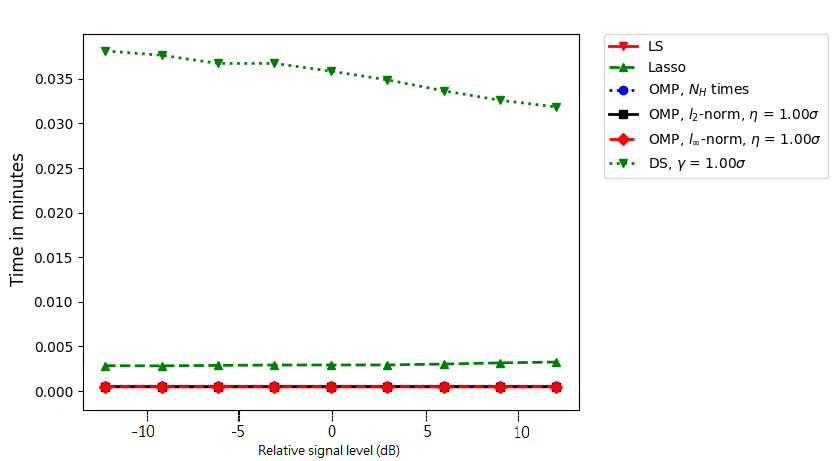 LS
Lasso
OMP, N_H times
OMP, l₂-norm, η = 1.00σ
OMP, l∞-norm, η = 1.00σ
DS, γ = 1.00σ
Time in minutes
0.035
0.030
0.025
0.020
0.015
0.010
0.005
0.000
-10 -5 0 5 10
Relative signal level (dB)